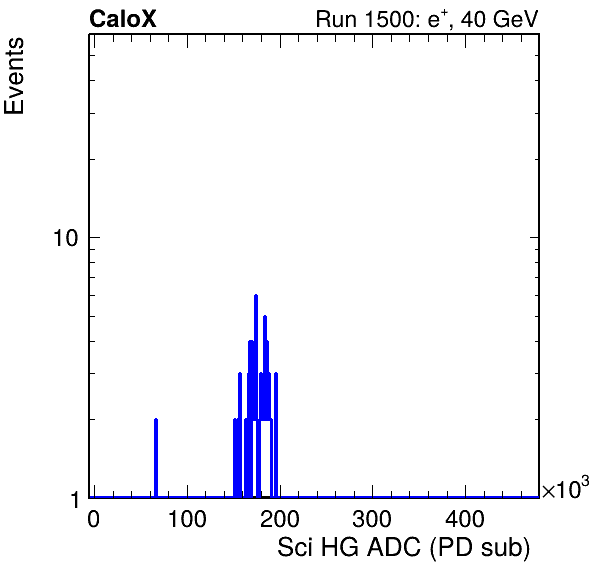 CaloX Run 1500: e⁺, 40 GeV
Events
10
1
0 100 200 300 400 ×10³
Sci HG ADC (PD sub)